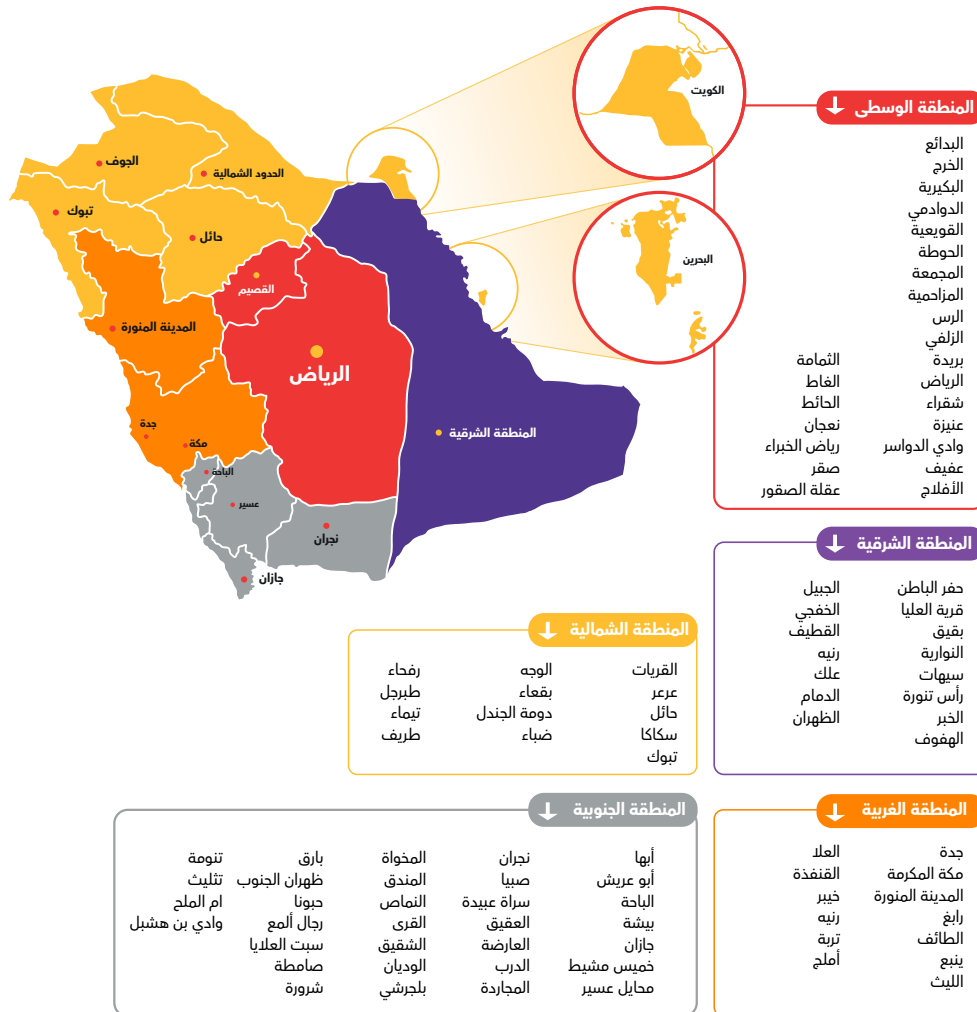 الكويت
البحرين
الجوف
الحدود الشمالية
تبوك
حائل
القصيم
المدينة المنورة
الرياض
المنطقة الشرقية
جدة
مكة
الباحة
عسير
نجران
جازان
المنطقة الوسطى
البدائع
الخرج
البكيرية
الدوادمي
القويعية
الحوطة
المجمعة
المزاحمية
الرس
الزلفي
بريدة الثمامة
الرياض الغاط
شقراء الحائط
عنيزة نعجان
وادي الدواسر رياض الخبراء
عفيف صقر
الأفلاج عقلة الصقور
المنطقة الشرقية
حفر الباطن الجبيل
قرية العليا الخفجي
بقيق القطيف
النوارية رنيه
سيهات علك
رأس تنورة الدمام
الخبر الظهران
الهفوف
المنطقة الشمالية
القريات الوجه رفحاء
عرعر بقعاء طبرجل
حائل دومة الجندل تيماء
سكاكا ضباء طريف
تبوك
المنطقة الغربية
جدة العلا
مكة المكرمة القنفذة
المدينة المنورة خيبر
رابغ رنيه
الطائف تربة
ينبع أملج
الليث
المنطقة الجنوبية
أبها نجران المخواة بارق تنومة
أبو عريش صبيا المندق ظهران الجنوب تثليث
الباحة سراة عبيدة النماص حبونا ام الملح
بيشة العقيق القرى رجال ألمع وادي بن هشبل
جازان العارضة الشقيق سبت العلايا
خميس مشيط الدرب الوديان صامطة
محايل عسير المجاردة بلجرشي شرورة